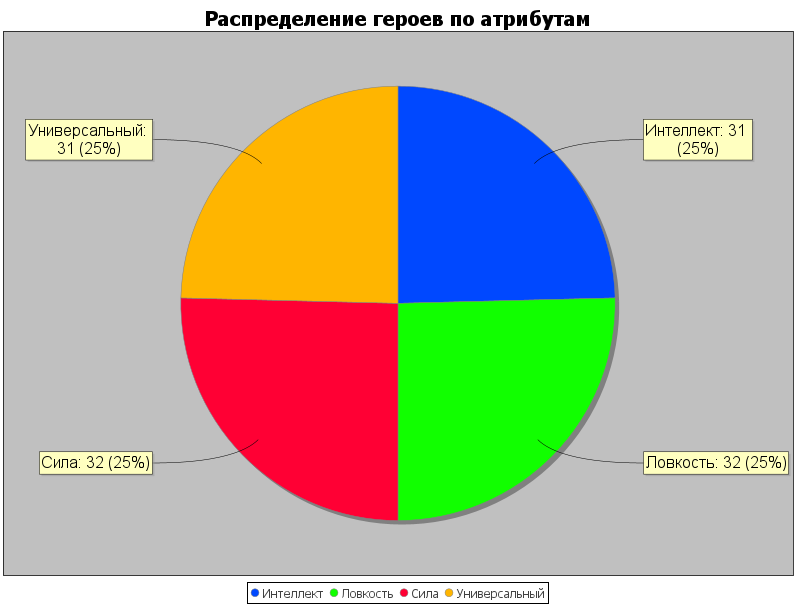 Распределение героев по атрибутам
Универсальный:
31 (25%)
Интеллект: 31
(25%)
Сила: 32 (25%)
Ловкость: 32 (25%)
Интеллект Ловкость Сила Универсальный